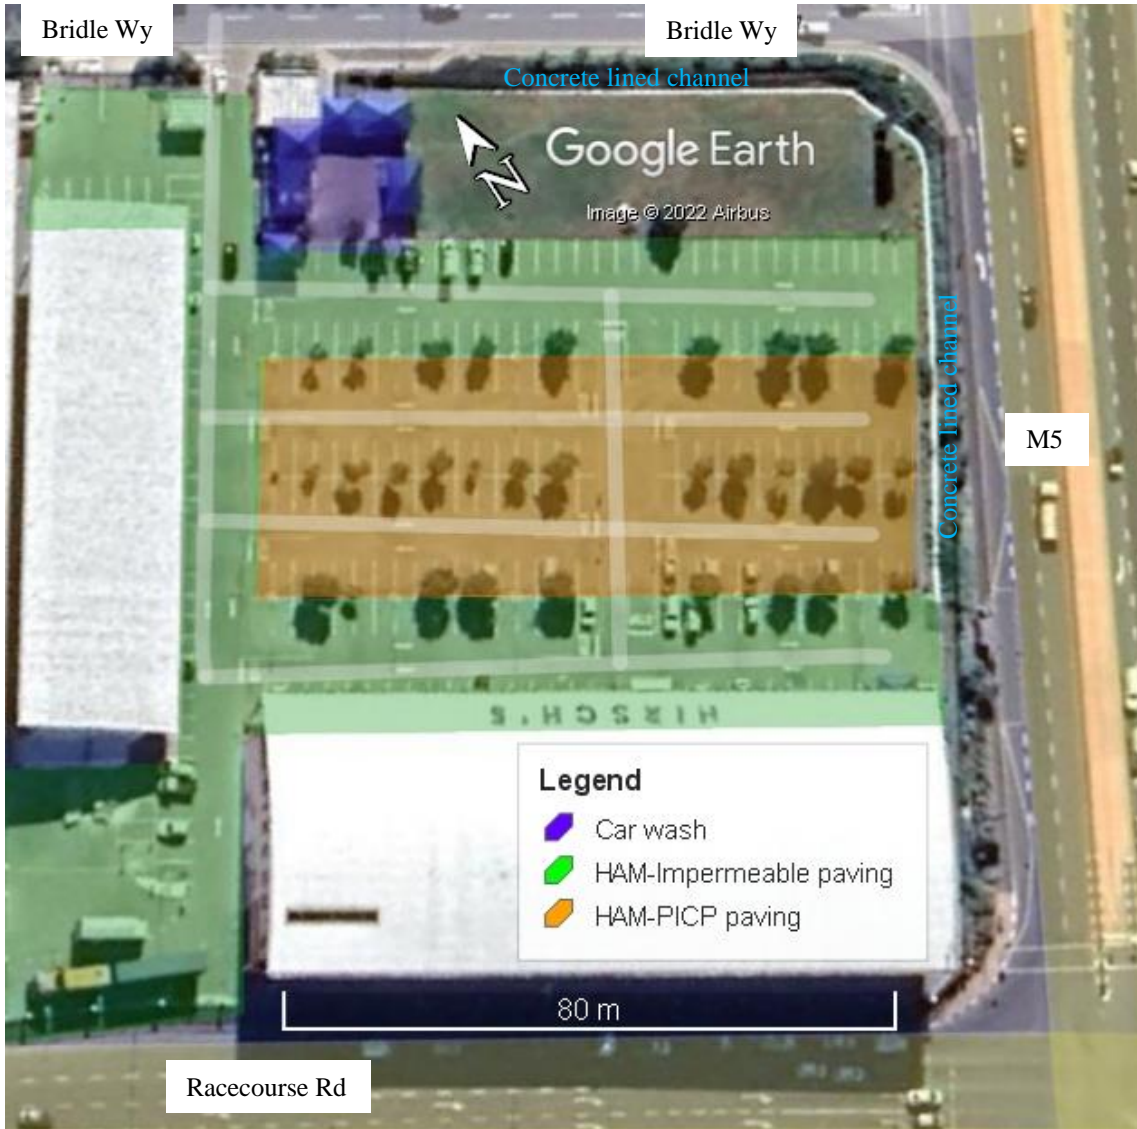 Bridle Wy
Bridle Wy
Concrete lined channel
Google Earth
N
Image © 2022 Airbus
Concrete lined channel
M5
HIRSCH'S
Legend
Car wash
HAM-Impermeable paving
HAM-PICP paving
80 m
Racecourse Rd